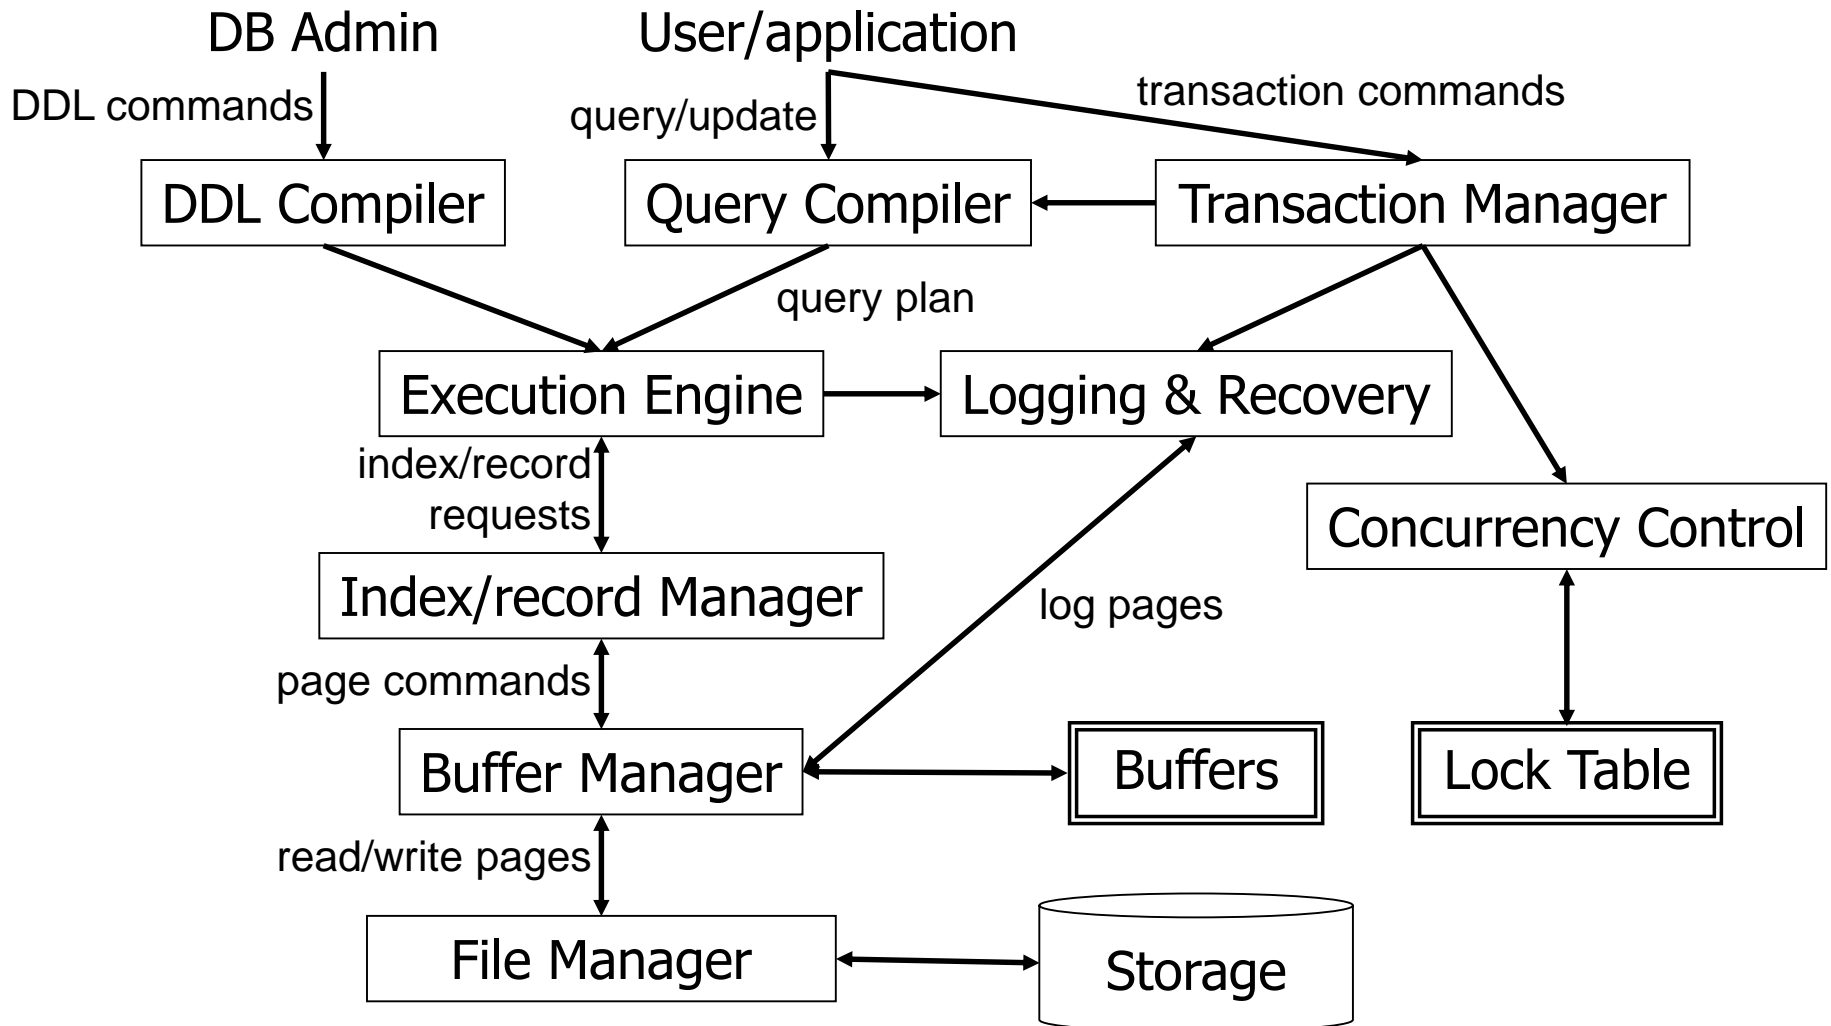 DB Admin
User/application
DDL commands
query/update
transaction commands
DDL Compiler
Query Compiler
Transaction Manager
query plan
Execution Engine
Logging & Recovery
index/record
requests
Concurrency Control
Index/record Manager
log pages
page commands
Buffer Manager
Buffers
Lock Table
read/write pages
File Manager
Storage